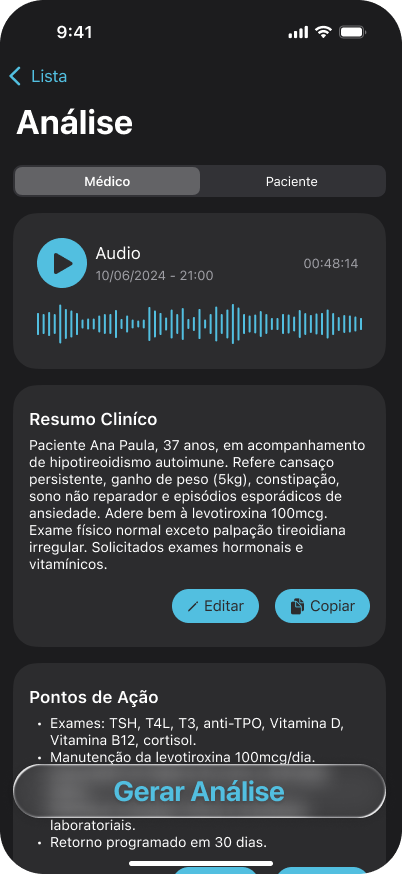 9:41
Lista
Análise
Médico
Paciente
Audio
10/06/2024 - 21:00
00:48:14
Resumo Cliníco
Paciente Ana Paula, 37 anos, em acompanhamento
de hipotireoidismo autoimune. Refere cansaço
persistente, ganho de peso (5kg), constipação,
sono não reparador e episódios esporádicos de
ansiedade. Adere bem à levotiroxina 100mcg.
Exame físico normal exceto palpação tireoidiana
irregular. Solicitados exames hormonais e
vitamínicos.
Editar
Copiar
Pontos de Ação
• Exames: TSH, T4L, T3, anti-TPO, Vitamina D,
Vitamina B12, cortisol.
• Manutenção da levotiroxina 100mcg/dia.
Gerar Análise
laboratoriais.
• Retorno programado em 30 dias.